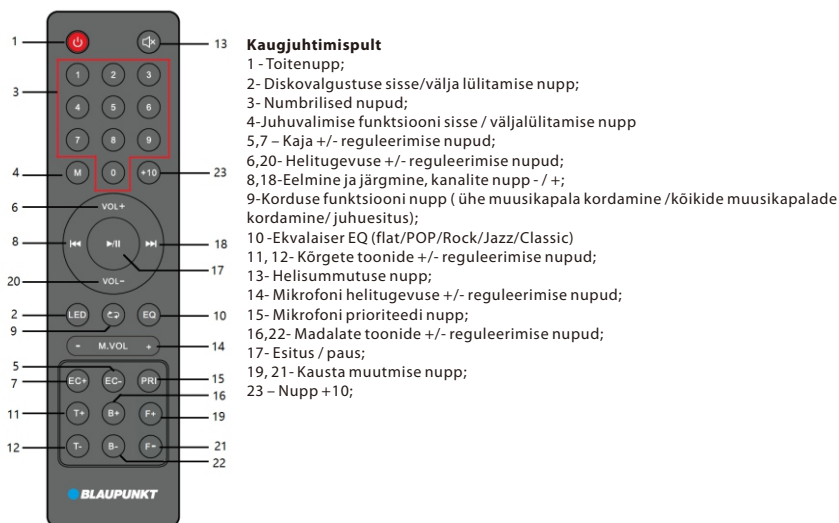 Kaugjuhtimispult
1 - Toitenupp;
2- Diskovalgustuse sisse/välja lülitamise nupp;
3- Numbrilised nupud;
4-Juhuvalimise funktsiooni sisse / väljalülitamise nupp
5,7 – Kaja +/- reguleerimise nupud;
6,20- Helitugevuse +/- reguleerimise nupud;
8,18-Eelmine ja järgmine, kanalite nupp - / +;
9-Korduse funktsiooni nupp ( ühe muusikapala kordamine /kõikide muusikapalade
kordamine/ juhuesitus);
10 -Ekvalaiser EQ (flat/POP/Rock/Jazz/Classic)
11, 12- Kõrgete toonide +/- reguleerimise nupud;
13- Helisummutuse nupp;
14- Mikrofoni helitugevuse +/- reguleerimise nupud;
15- Mikrofoni prioriteedi nupp;
16,22- Madalate toonide +/- reguleerimise nupud;
17- Esitus / paus;
19, 21- Kausta muutmise nupp;
23 – Nupp +10;
1 13
1 2 3
3
4 5 6
7 8 9
M 0 +10
4 23
6
VOL+
8 18
17
VOL-
20
2
LED EQ
9 10
- M.VOL +
14
5
EC+ EC- PRI
7 15
16
T+ B+ F+
11 19
T- B- F-
12 21
22
BLAUPUNKT